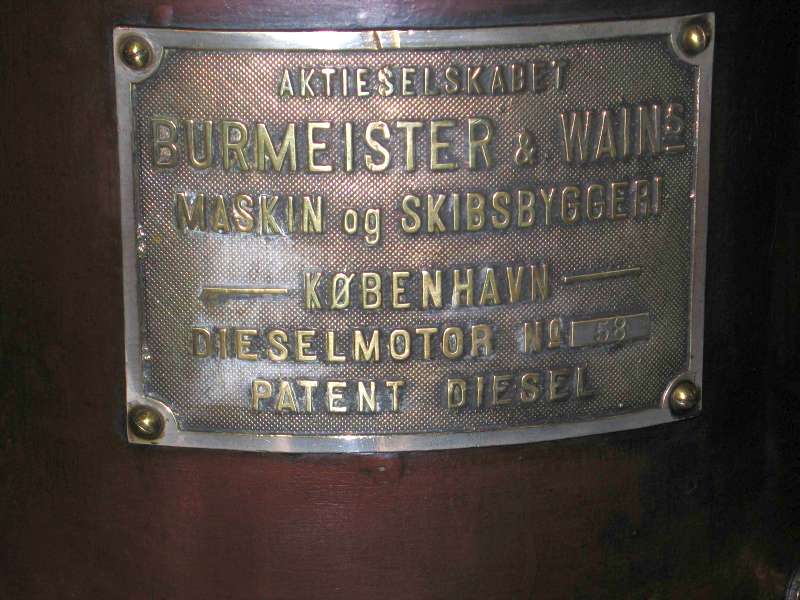 AKTIESELSKABET
BURMEISTER & WAINS
MASKIN og SKIBSBYGGERI
KØBENHAVN
DIESELMOTOR Nº 58
PATENT DIESEL